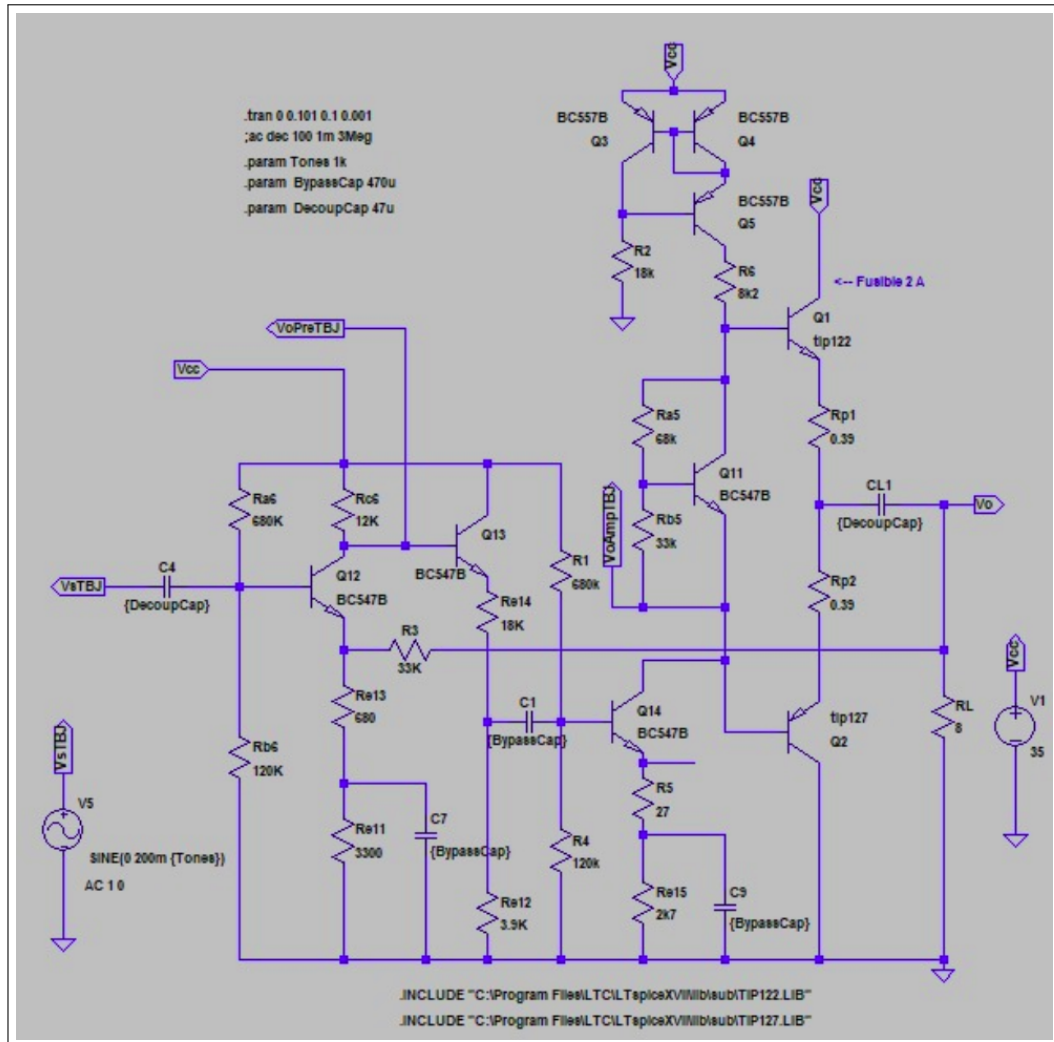 Vcc
.tran 0 0.101 0.1 0.001
;ac dec 100 1m 3Meg
.param Tones 1k
.param BypassCap 470u
.param DecoupCap 47u
BC557B
Q3
BC557B
Q4
BC557B
Q5
Vcc
R2
18k
R6
8k2
<-- Fusible 2 A
Q1
tip122
VoPreTBJ
Vcc
Ra5
68k
Rp1
0.39
Q11
BC547B
CL1
{DecoupCap}
Vo
Ra6
680K
Rc6
12K
Q13
BC547B
VoAmpTBJ
Rb5
33k
R1
680k
VsTBJ
C4
{DecoupCap}
Q12
BC547B
Re14
18K
Rp2
0.39
R3
33K
Re13
680
C1
{BypassCap}
Q14
BC547B
tip127
Q2
RL
8
Vcc
V1
35
VsTBJ
Rb6
120K
R5
27
V5
SINE(0 200m {Tones})
AC 1 0
Re11
3300
C7
{BypassCap}
R4
120k
Re12
3.9K
Re15
2k7
C9
{BypassCap}
.INCLUDE "C:\Program Files\LTC\LTspiceXVII\lib\sub\TIP122.LIB"
.INCLUDE "C:\Program Files\LTC\LTspiceXVII\lib\sub\TIP127.LIB"